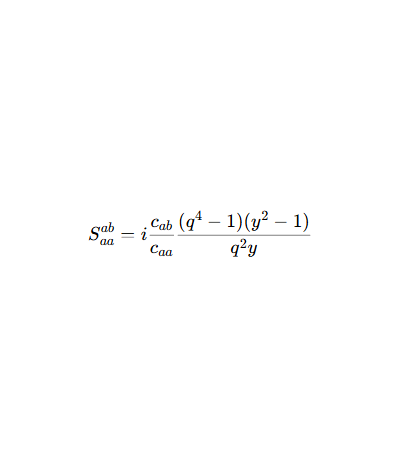 $S_{aa}^{ab} = i \frac{c_{ab}}{c_{aa}} \frac{(q^4 - 1)(y^2 - 1)}{q^2 y}$